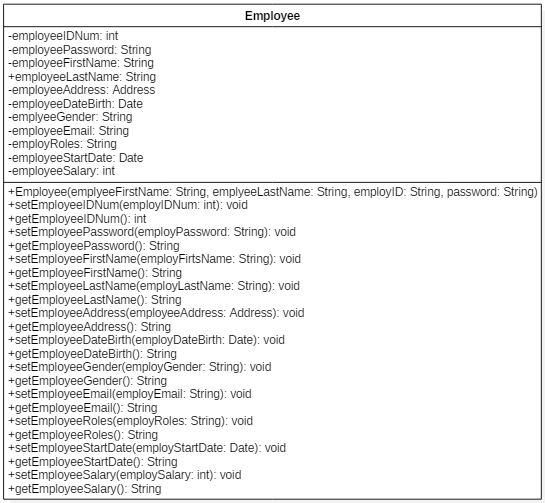 Employee
-employeeIDNum: int
-employeePassword: String
-employeeFirstName: String
+employeeLastName: String
-employeeAddress: Address
-employeeDateBirth: Date
-emplyeeGender: String
-employeeEmail: String
-employRoles: String
-employeeStartDate: Date
-employeeSalary: int
+Employee(emplyeeFirstName: String, emplyeeLastName: String, employID: String, password: String)
+setEmployeeIDNum(employIDNum: int): void
+getEmployeeIDNum(): int
+setEmployeePassword(employPassword: String): void
+getEmployeePassword(): String
+setEmployeeFirstName(employFirtsName: String): void
+getEmployeeFirstName(): String
+setEmployeeLastName(employLastName: String): void
+getEmployeeLastName(): String
+setEmployeeAddress(employeeAddress: Address): void
+getEmployeeAddress(): String
+setEmployeeDateBirth(employDateBirth: Date): void
+getEmployeeDateBirth(): String
+setEmployeeGender(employGender: String): void
+getEmployeeGender(): String
+setEmployeeEmail(employEmail: String): void
+getEmployeeEmail(): String
+setEmployeeRoles(employRoles: String): void
+getEmployeeRoles(): String
+setEmployeeStartDate(employStartDate: Date): void
+getEmployeeStartDate(): String
+setEmployeeSalary(employSalary: int): void
+getEmployeeSalary(): String